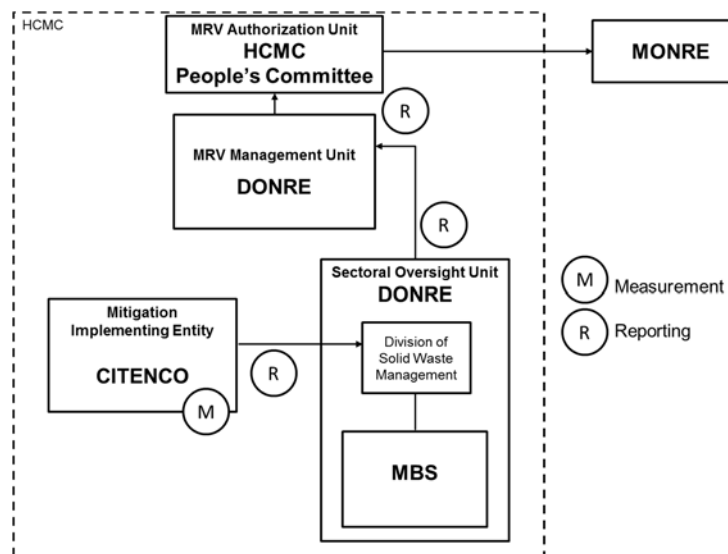 HCMC
MRV Authorization Unit
HCMC
People's Committee
MONRE
R
MRV Management Unit
DONRE
R
Sectoral Oversight Unit
DONRE
M Measurement
R Reporting
Mitigation
Implementing Entity
CITENCO
M
R
Division of
Solid Waste
Management
MBS